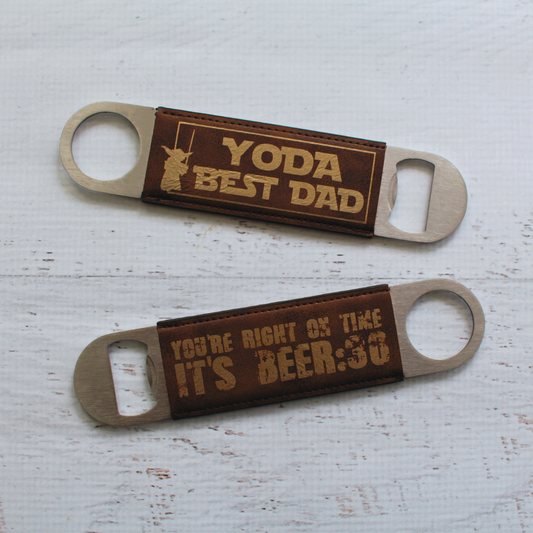 YODA
BEST DAD
YOU'RE RIGHT ON TIME
IT'S BEER:30